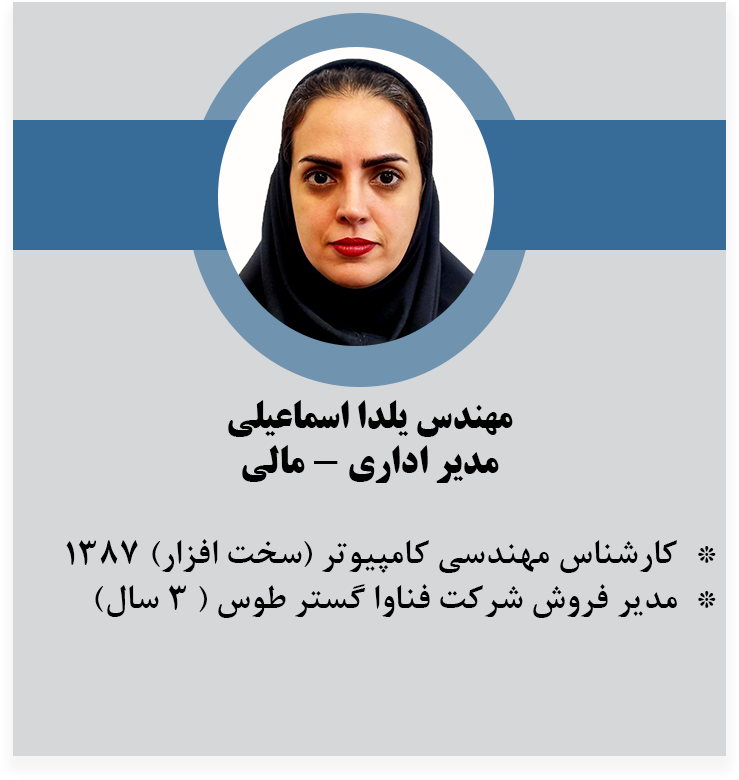 مهندس یلدا اسماعیلی
مدیر اداری – مالی
❊ کارشناس مهندسی کامپیوتر (سخت افزار) ۱۳۸۷
❊ مدیر فروش شرکت فناوا گستر طوس ( ۳ سال)